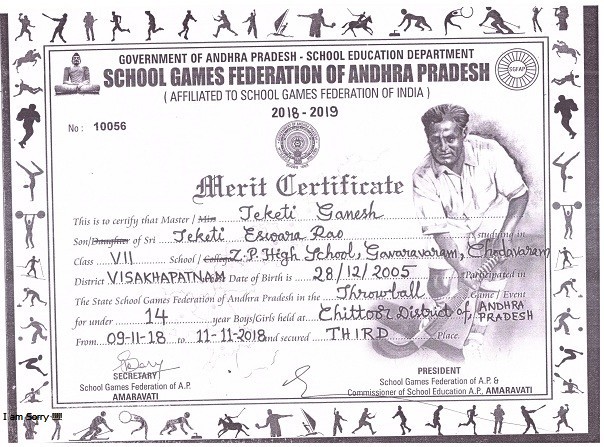 GOVERNMENT OF ANDHRA PRADESH - SCHOOL EDUCATION DEPARTMENT
SCHOOL GAMES FEDERATION OF ANDHRA PRADESH
( AFFILIATED TO SCHOOL GAMES FEDERATION OF INDIA )
SGFAP
2018-2019
No : 10056
Merit Certificate
This is to certify that Master / Miss Teketi Ganesh
Son/Daughter of Sri Teketi Eswara Rao is studying in
Class VII School / College Z.P. High School, Gavaravaram, Chodavaram
District VISAKHAPATNAM Date of Birth is 28/12/2005 Participated in
The State School Games Federation of Andhra Pradesh in the Throwball Game / Event
for under 14 year Boys/Girls held at Chittoor District of ANDHRA PRADESH
From 09-11-18 to 11-11-2018 and secured THIRD Place.
SECRETARY
School Games Federation of A.P.
AMARAVATI
PRESIDENT
School Games Federation of A.P. &
Commissioner of School Education A.P., AMARAVATI
I am Sorry !!!!